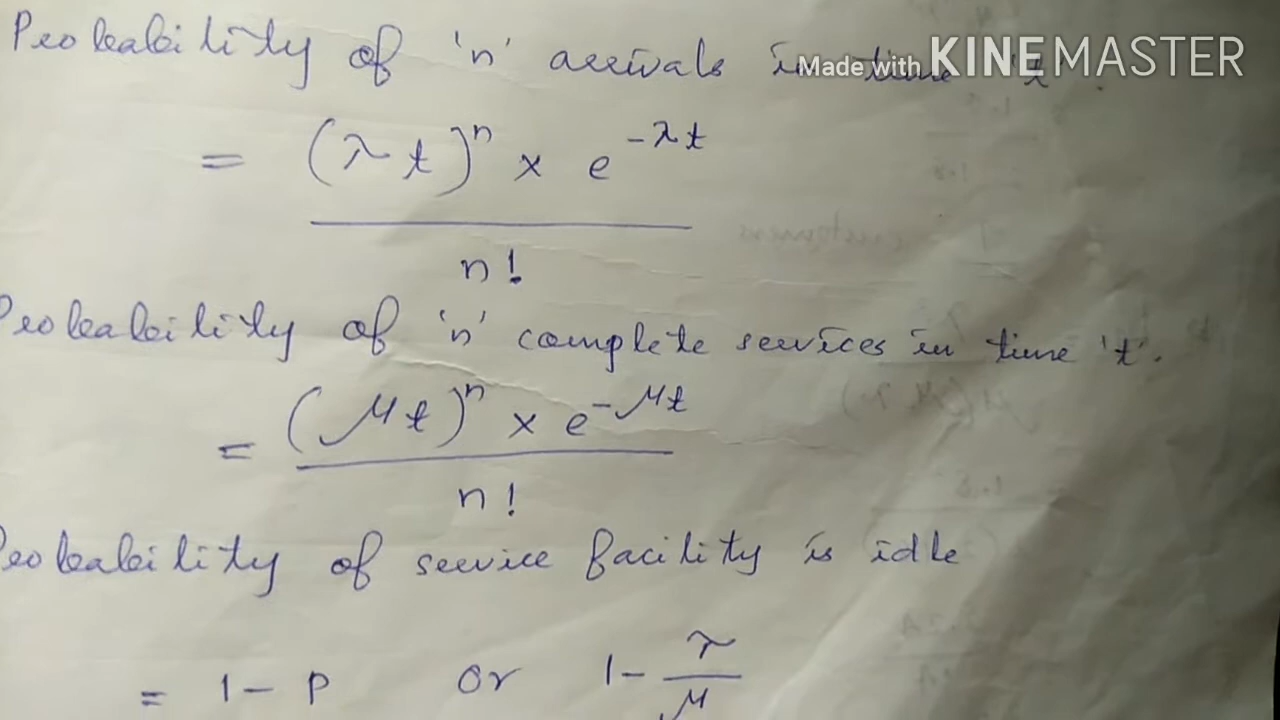 Probability of 'n' arrivals in time 't'.
Made with KINEMASTER
= (λt)ⁿ × e^-λt
n!
Probability of 'n' complete services in time 't'.
= (μt)ⁿ × e^-μt
n!
Probability of service facility is idle
= 1 - P or 1 - λ/μ